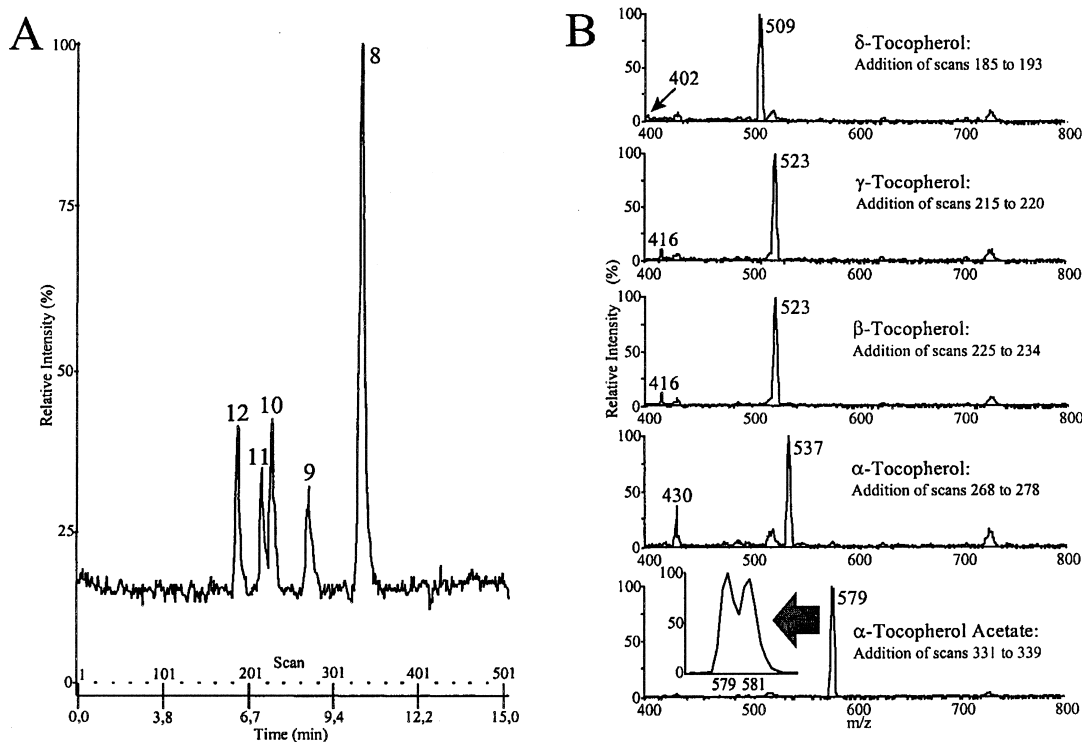 A
100
75
50
25
0
Relative Intensity (%)
12
11
10
9
8
Scan
1 101 201 301 401 501
0,0 3,8 6,7 9,4 12,2 15,0
Time (min)
B
Relative Intensity (%)
100
50
0
402
509
δ-Tocopherol:
Addition of scans 185 to 193
400 500 600 700 800
100
50
0
416
523
γ-Tocopherol:
Addition of scans 215 to 220
400 500 600 700 800
100
50
0
416
523
β-Tocopherol:
Addition of scans 225 to 234
400 500 600 700 800
100
50
0
430
537
α-Tocopherol:
Addition of scans 268 to 278
400 500 600 700 800
100
50
0
100
50
0
579 581
579
α-Tocopherol Acetate:
Addition of scans 331 to 339
400 500 600 700 800
m/z